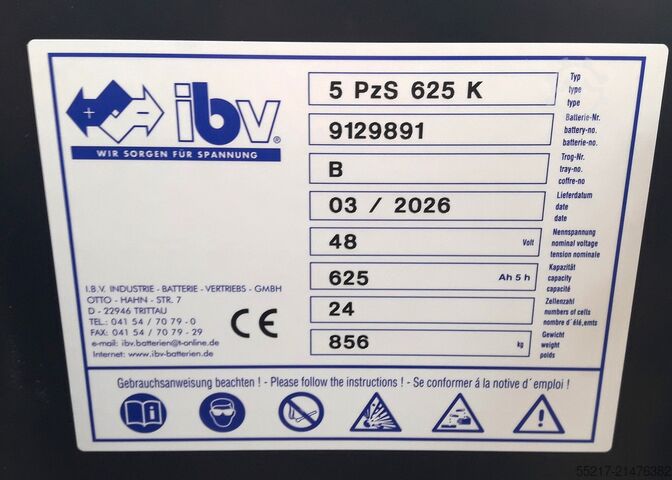 ibv®
WIR SORGEN FÜR SPANNUNG
5 PzS 625 K
Typ
type
type
9129891
Batterie-Nr.
battery-no.
batterie-no.
B
Trog-Nr.
tray-no.
coffre-no
03 / 2026
Lieferdatum
date
date
48 Volt
Nennspannung
nominal voltage
tension nominale
625 Ah 5 h
Kapazität
capacity
capacité
24
Zellenzahl
numbers of cells
nombre d´élé,emts
856 kg
Gewicht
weight
poids
I.B.V. INDUSTRIE - BATTERIE - VERTRIEBS - GMBH
OTTO - HAHN - STR. 7
D - 22946 TRITTAU
TEL.: 041 54 / 70 79 - 0
FAX: 041 54 / 70 79 - 29
e-mail: ibv.batterien@t-online.de
Internet: www.ibv-batterien.de
CE
Gebrauchsanweisung beachten ! - Please follow the instructions ! - Se conformer á la notive d´emploi !
55217-21476382